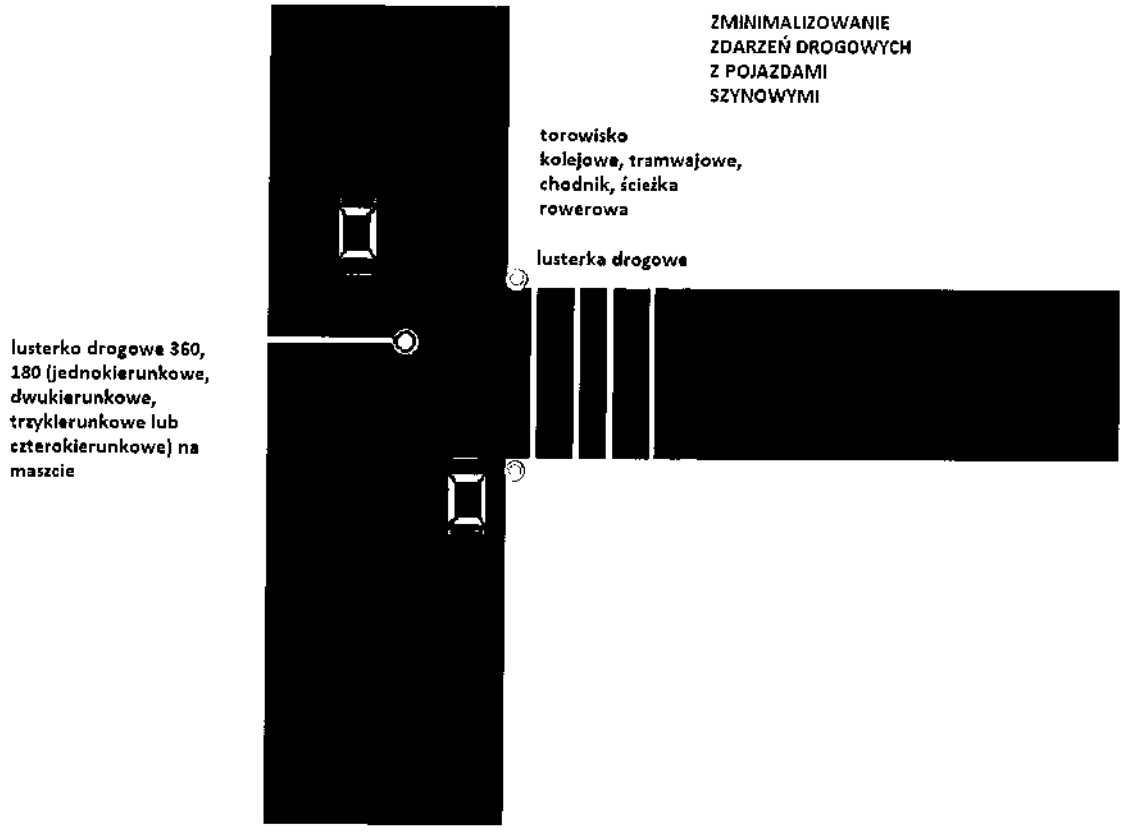 ZMINIMALIZOWANIE
ZDARZEŃ DROGOWYCH
Z POJAZDAMI
SZYNOWYMI
torowisko
kolejowe, tramwajowe,
chodnik, ścieżka
rowerowa
lusterka drogowe
lusterko drogowe 360,
180 (jednokierunkowe,
dwukierunkowe,
trzykierunkowe lub
czterokierunkowe) na
maszcie